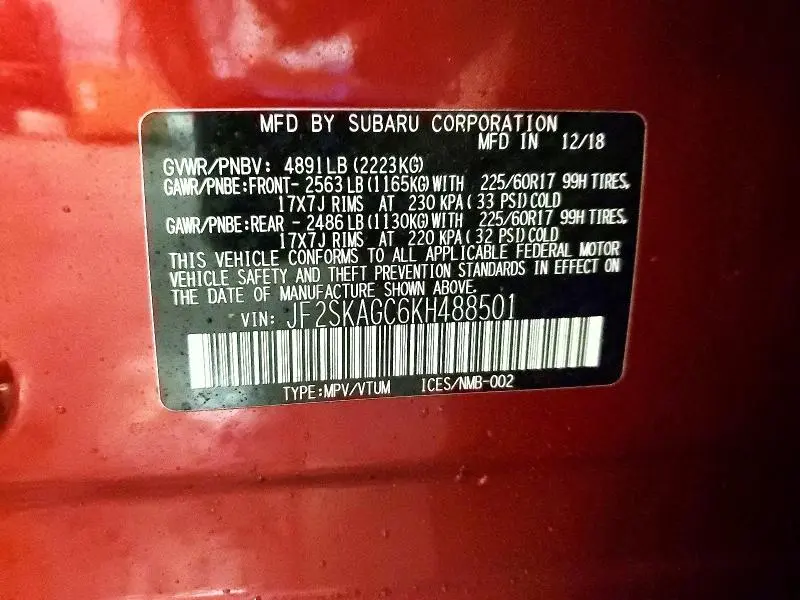 MFD BY SUBARU CORPORATION
MFD IN 12/18
GVWR/PNBV: 4891LB (2223KG)
GAWR/PNBE:FRONT- 2563 LB (1165KG) WITH 225/60R17 99H TIRES,
17X7J RIMS AT 230 KPA ( 33 PSI) COLD
GAWR/PNBE:REAR - 2486 LB (1130KG) WITH 225/60R17 99H TIRES,
17X7J RIMS AT 220 KPA ( 32 PSI) COLD
THIS VEHICLE CONFORMS TO ALL APPLICABLE FEDERAL MOTOR
VEHICLE SAFETY AND THEFT PREVENTION STANDARDS IN EFFECT ON
THE DATE OF MANUFACTURE SHOWN ABOVE.
VIN: JF2SKAGC6KH488501
TYPE:MPV/VTUM ICES/NMB-002